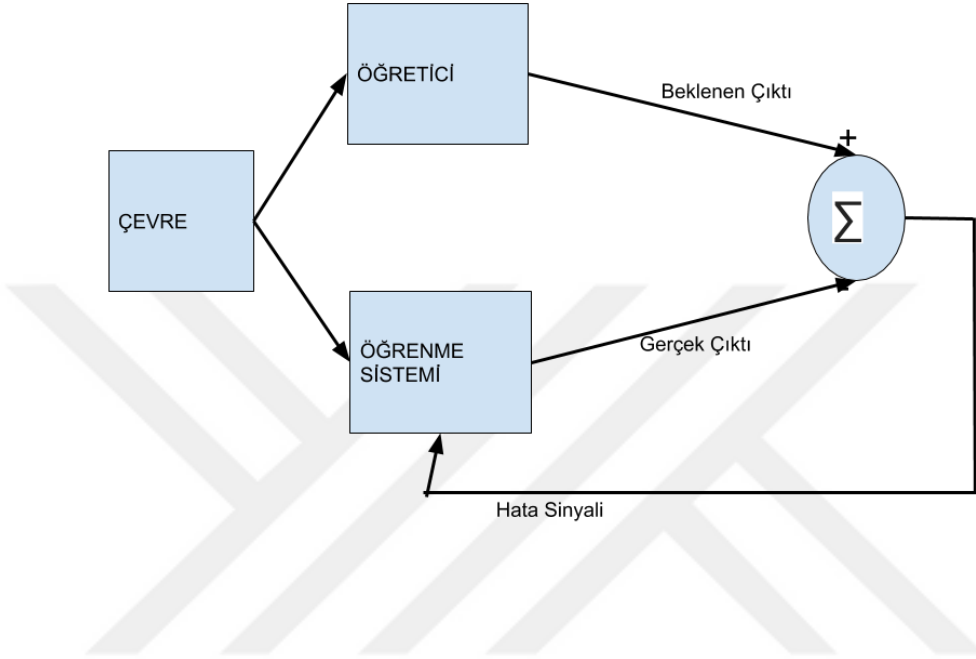 ÖĞRETİCİ
Beklenen Çıktı
+
ÇEVRE
Σ
-
ÖĞRENME
SİSTEMİ
Gerçek Çıktı
Hata Sinyali